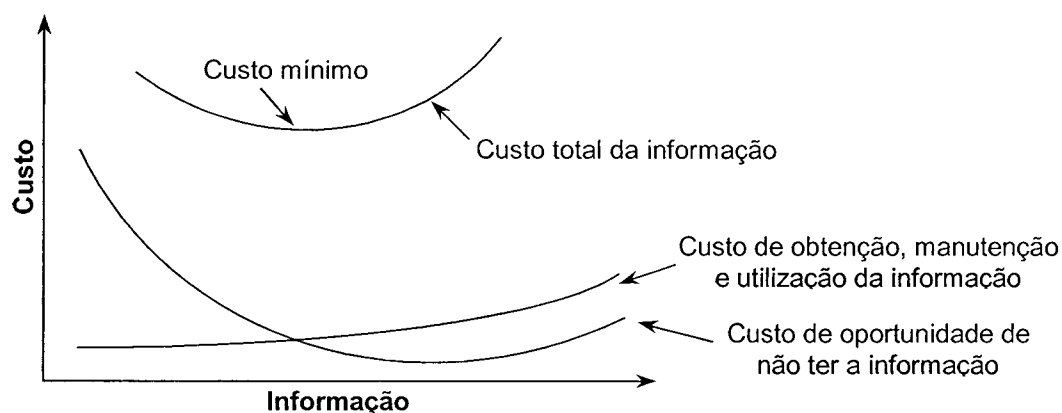 Custo mínimo
Custo total da informação
Custo
Custo de obtenção, manutenção
e utilização da informação
Custo de oportunidade de
não ter a informação
Informação